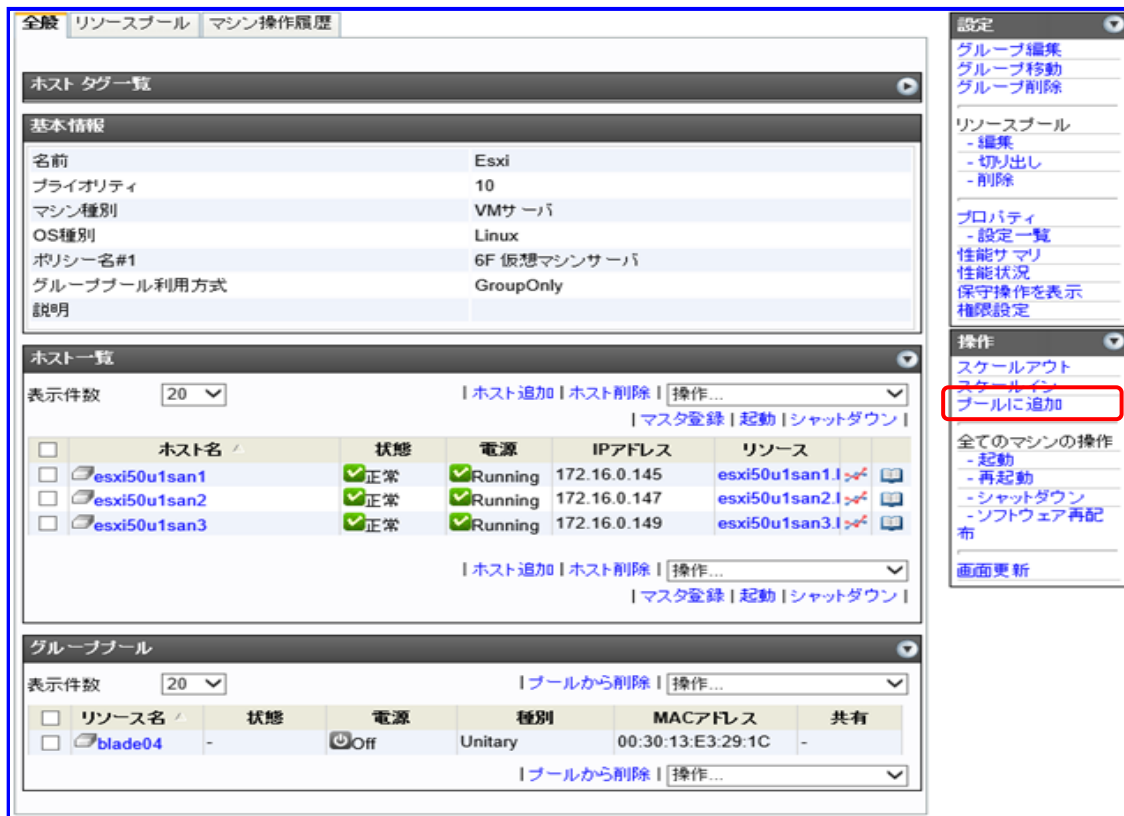 全般 リソースプール マシン操作履歴
ホスト タグ一覧
基本情報
名前 Esxi
プライオリティ 10
マシン種別 VMサーバ
OS種別 Linux
ポリシー名#1 6F 仮想マシンサーバ
グループプール利用方式 GroupOnly
説明
ホスト一覧
表示件数 20 | ホスト追加 | ホスト削除 | 操作...
| マスタ登録 | 起動 | シャットダウン |
ホスト名 状態 電源 IPアドレス リソース
esxi50u1san1 正常 Running 172.16.0.145 esxi50u1san1.l
esxi50u1san2 正常 Running 172.16.0.147 esxi50u1san2.l
esxi50u1san3 正常 Running 172.16.0.149 esxi50u1san3.l
| ホスト追加 | ホスト削除 | 操作...
| マスタ登録 | 起動 | シャットダウン |
グループプール
表示件数 20 | プールから削除 | 操作...
リソース名 状態 電源 種別 MACアドレス 共有
blade04 - Off Unitary 00:30:13:E3:29:1C -
| プールから削除 | 操作...
設定
グループ編集
グループ移動
グループ削除
リソースプール
- 編集
- 切り出し
- 削除
プロパティ
- 設定一覧
性能サマリ
性能状況
保守操作を表示
権限設定
操作
スケールアウト
スケールイン
プールに追加
全てのマシンの操作
- 起動
- 再起動
- シャットダウン
- ソフトウェア再配
布
画面更新